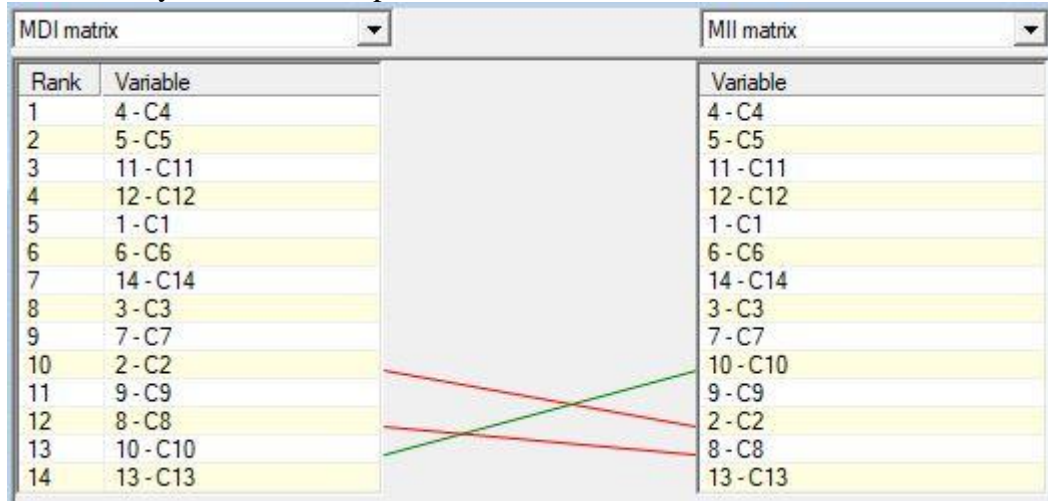 MDI matrix MII matrix
Rank Variable Variable
1 4 - C4 4 - C4
2 5 - C5 5 - C5
3 11 - C11 11 - C11
4 12 - C12 12 - C12
5 1 - C1 1 - C1
6 6 - C6 6 - C6
7 14 - C14 14 - C14
8 3 - C3 3 - C3
9 7 - C7 7 - C7
10 2 - C2 10 - C10
11 9 - C9 9 - C9
12 8 - C8 2 - C2
13 10 - C10 8 - C8
14 13 - C13 13 - C13